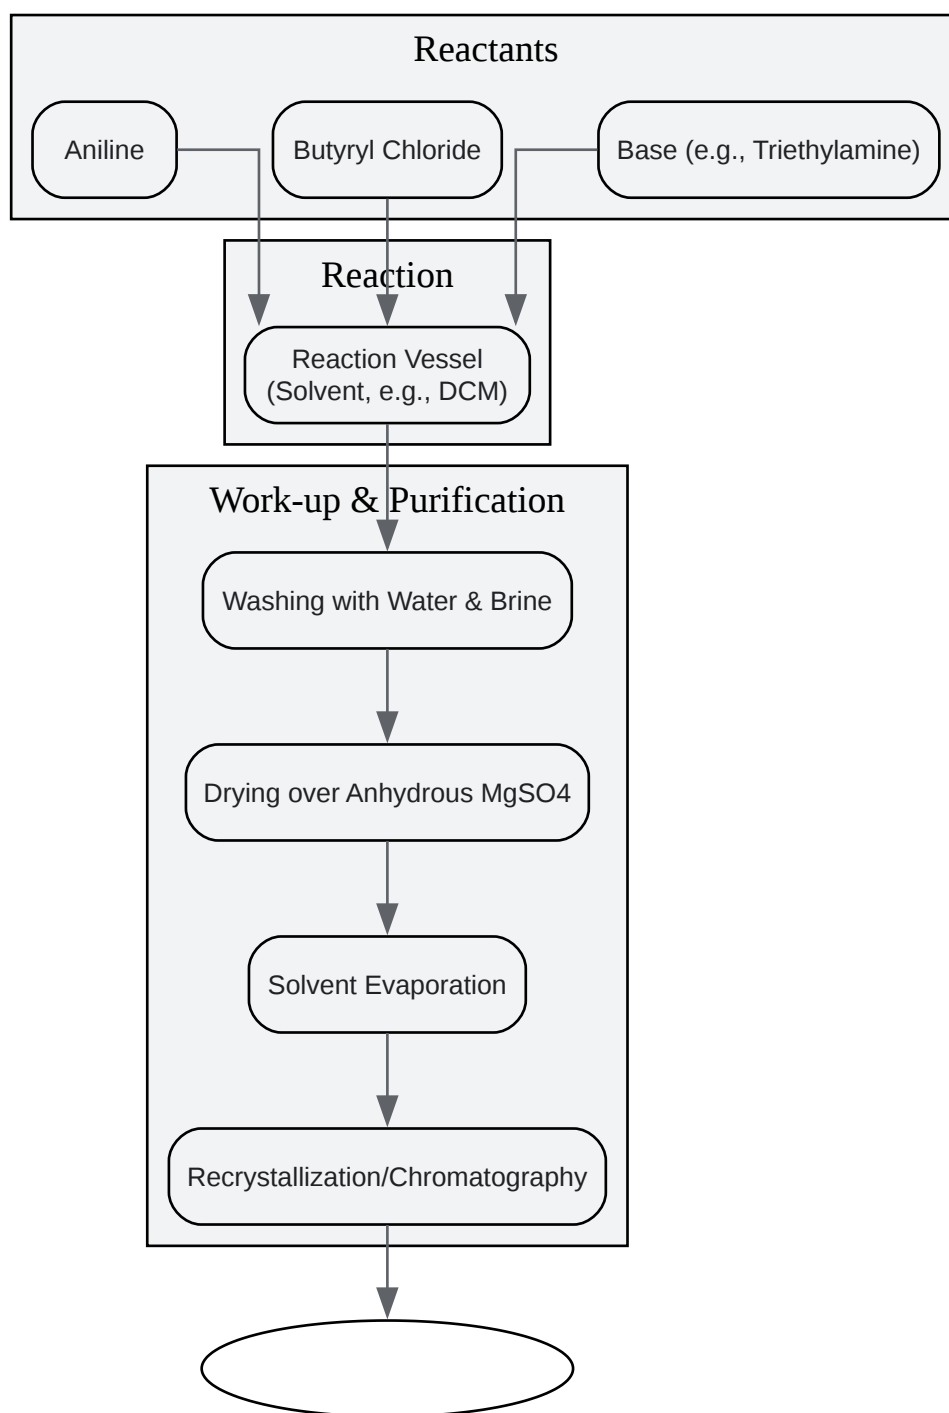 Reactants
Aniline
Butyryl Chloride
Base (e.g., Triethylamine)
Reaction
Reaction Vessel
(Solvent, e.g., DCM)
Work-up & Purification
Washing with Water & Brine
Drying over Anhydrous MgSO4
Solvent Evaporation
Recrystallization/Chromatography